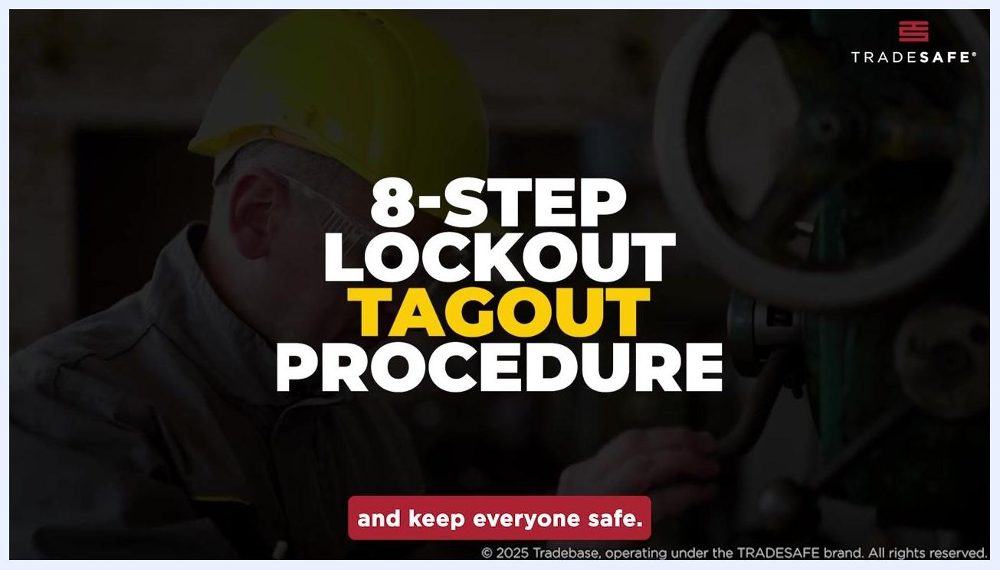 TRADESAFE®
8-STEP
LOCKOUT
TAGOUT
PROCEDURE
and keep everyone safe.
© 2025 Tradebase, operating under the TRADESAFE brand. All rights reserved.